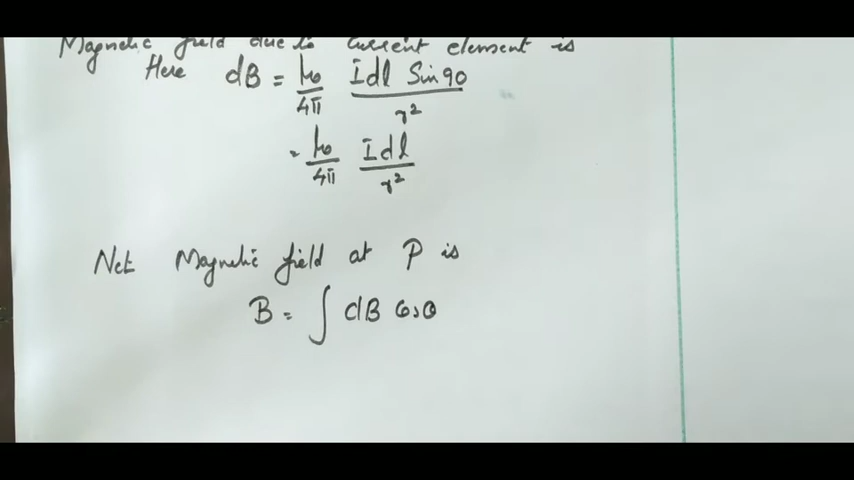 Magnetic field due to current element is
Here dB = μ₀/4π Idl Sin90/r²
= μ₀/4π Idl/r²
Net Magnetic field at P is
B = ∫ dB cosθ